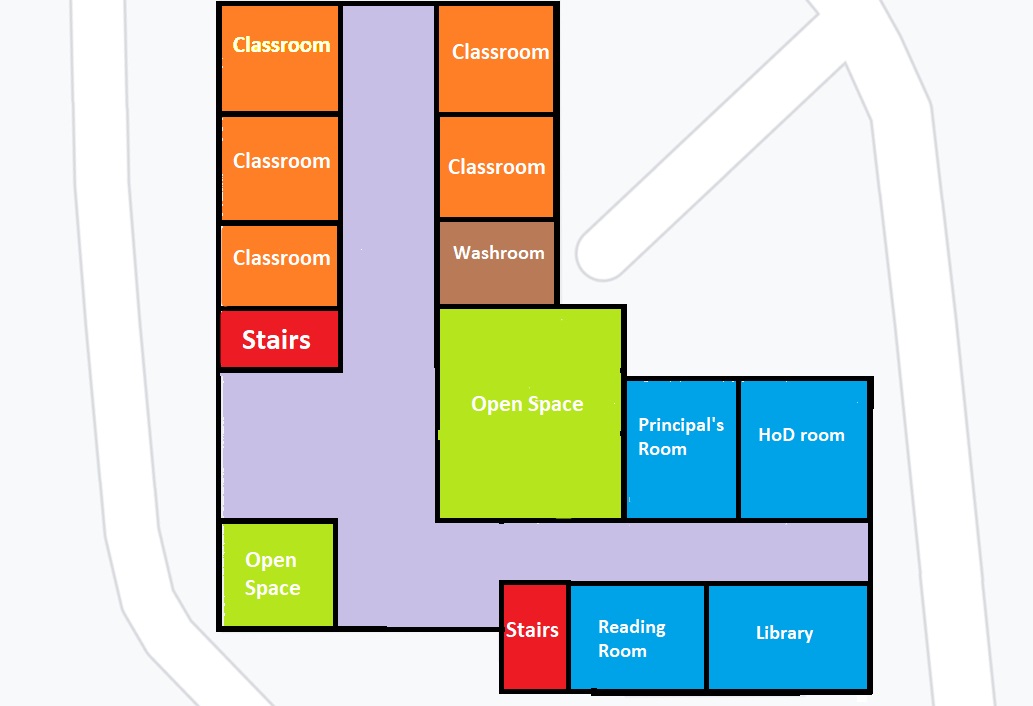 Classroom
Classroom
Classroom
Classroom
Classroom
Washroom
Stairs
Open Space
Principal's
Room
HoD room
Open
Space
Stairs
Reading
Room
Library